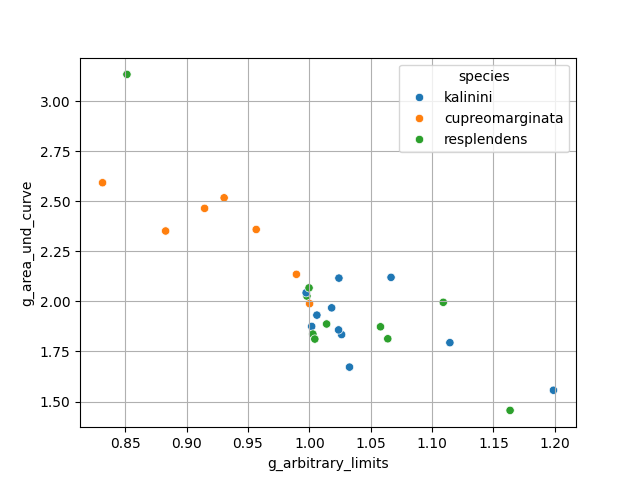 species
kalinini
cupreomarginata
resplendens
g_area_und_curve
3.00
2.75
2.50
2.25
2.00
1.75
1.50
0.85 0.90 0.95 1.00 1.05 1.10 1.15 1.20
g_arbitrary_limits